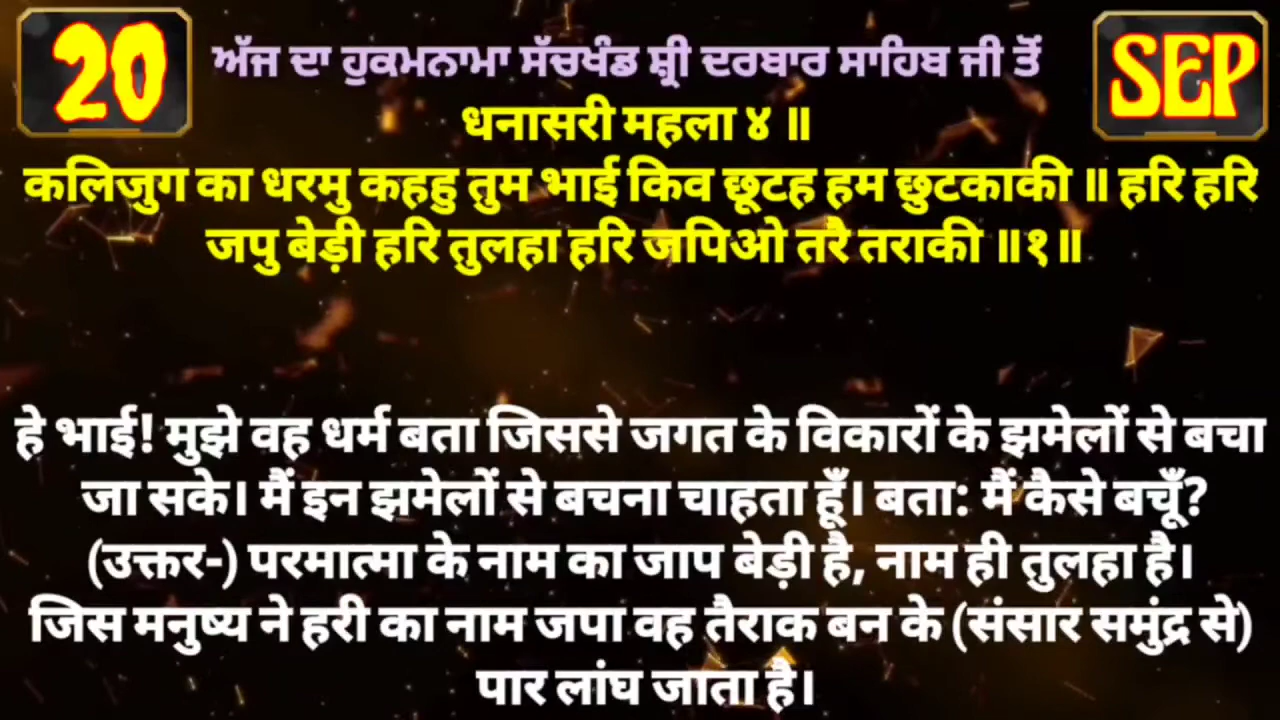 20
ਅੱਜ ਦਾ ਹੁਕਮਨਾਮਾ ਸੱਚਖੰਡ ਸ਼੍ਰੀ ਦਰਬਾਰ ਸਾਹਿਬ ਜੀ ਤੋਂ
SEP
धनासरी महला ४ ॥
कलिजुग का धरमु कहहु तुम भाई किव छूटह हम छुटकाकी ॥ हरि हरि
जपु बेड़ी हरि तुलहा हरि जपिओ तरै तराकी ॥१॥
हे भाई! मुझे वह धर्म बता जिससे जगत के विकारों के झमेलों से बचा
जा सके। मैं इन झमेलों से बचना चाहता हूँ। बता: मैं कैसे बचूँ?
(उक्तर-) परमात्मा के नाम का जाप बेड़ी है, नाम ही तुलहा है।
जिस मनुष्य ने हरी का नाम जपा वह तैराक बन के (संसार समुंद्र से)
पार लांघ जाता है।